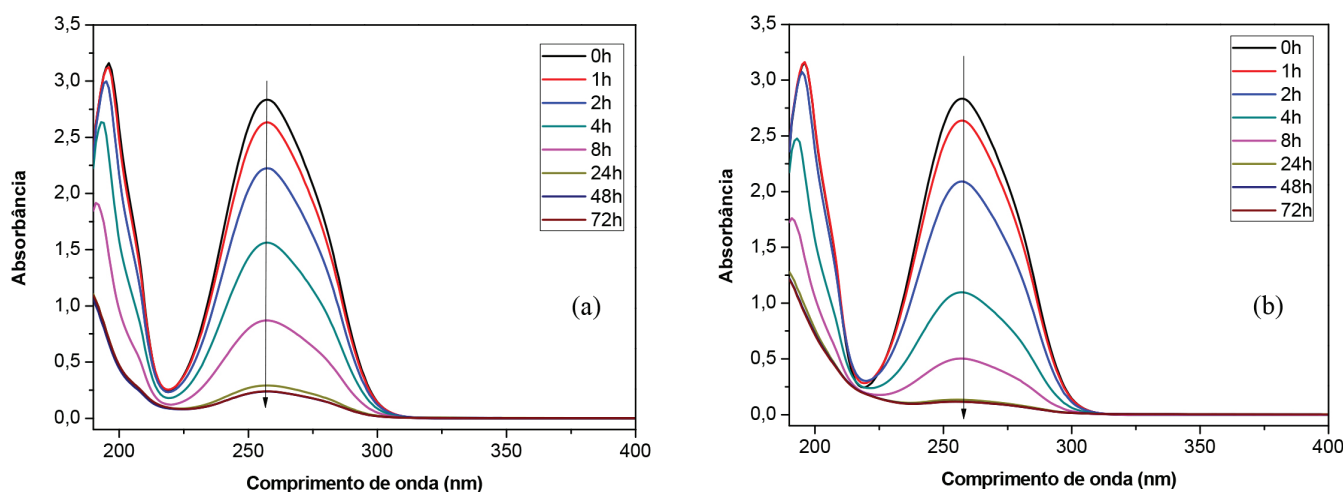 3,5
3,0
2,5
2,0
1,5
1,0
0,5
0,0
Absorbância
200
250
300
350
400
Comprimento de onda (nm)
0h
1h
2h
4h
8h
24h
48h
72h
(a)
3,5
3,0
2,5
2,0
1,5
1,0
0,5
0,0
Absorbância
200
250
300
350
400
Comprimento de onda (nm)
0h
1h
2h
4h
8h
24h
48h
72h
(b)